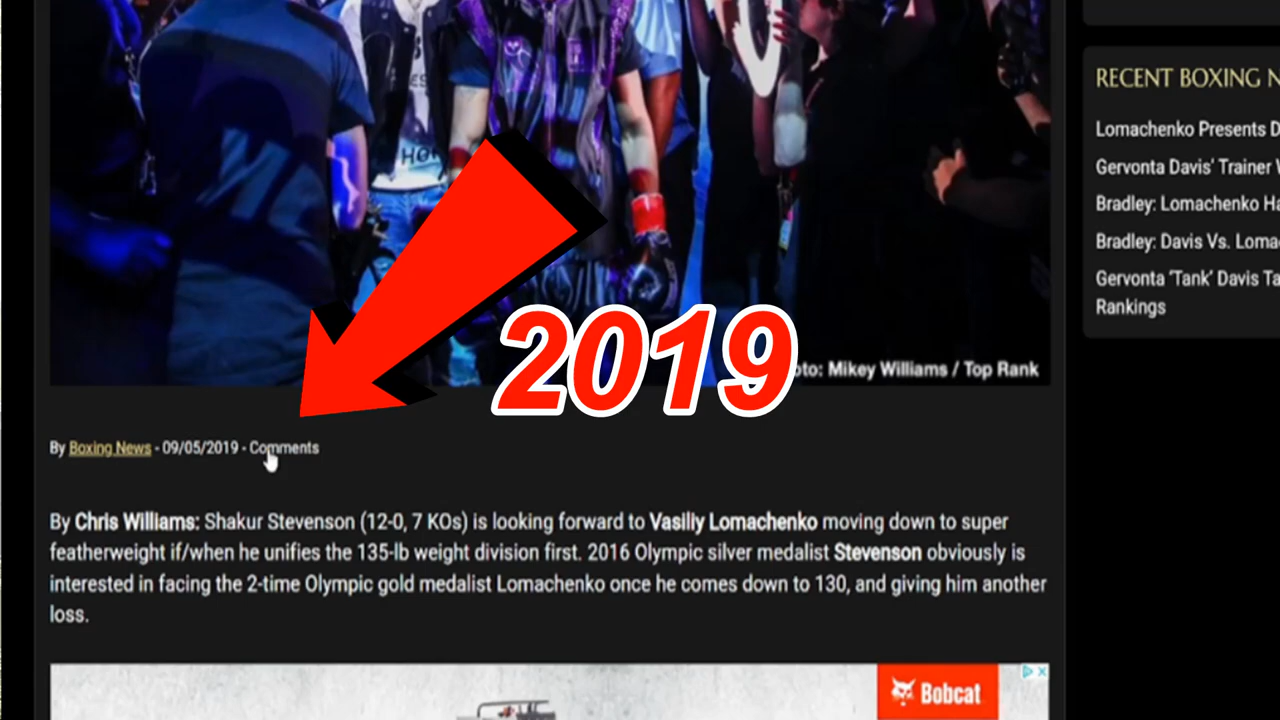 RECENT BOXING N
Lomachenko Presents D
Gervonta Davis' Trainer
Bradley: Lomachenko Ha
Bradley: Davis Vs. Loma
Gervonta 'Tank' Davis Ta
Rankings
2019
oto: Mikey Williams / Top Rank
By Boxing News - 09/05/2019 - Comments
By Chris Williams: Shakur Stevenson (12-0, 7 KOs) is looking forward to Vasiliy Lomachenko moving down to super
featherweight if/when he unifies the 135-lb weight division first. 2016 Olympic silver medalist Stevenson obviously is
interested in facing the 2-time Olympic gold medalist Lomachenko once he comes down to 130, and giving him another
loss.
Bobcat